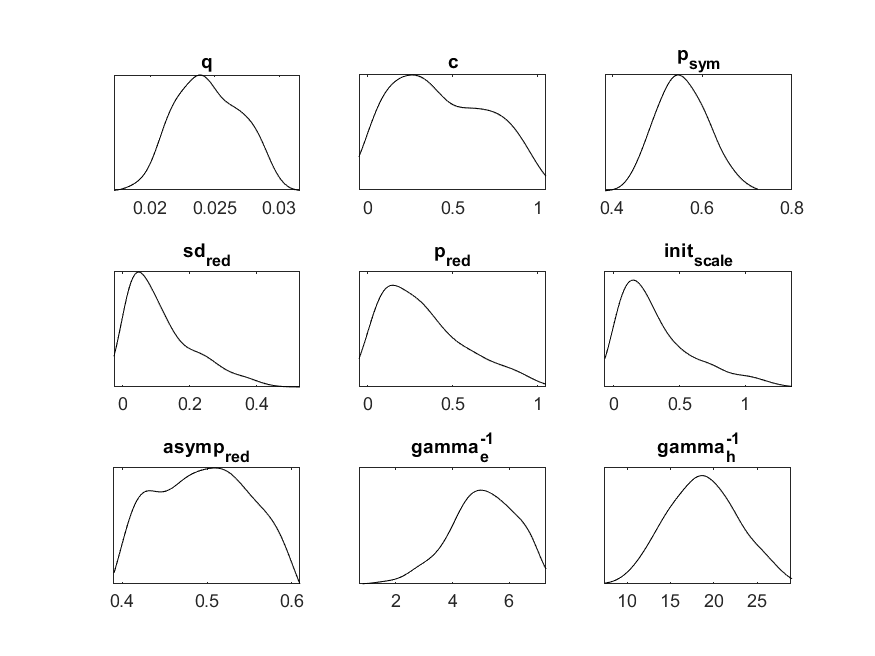 q c p_sym
0.02 0.025 0.03 0 0.5 1 0.4 0.6 0.8
sd_red p_red init_scale
0 0.2 0.4 0 0.5 1 0 0.5 1
asymp_red gamma_e^-1 gamma_h^-1
0.4 0.5 0.6 2 4 6 10 15 20 25